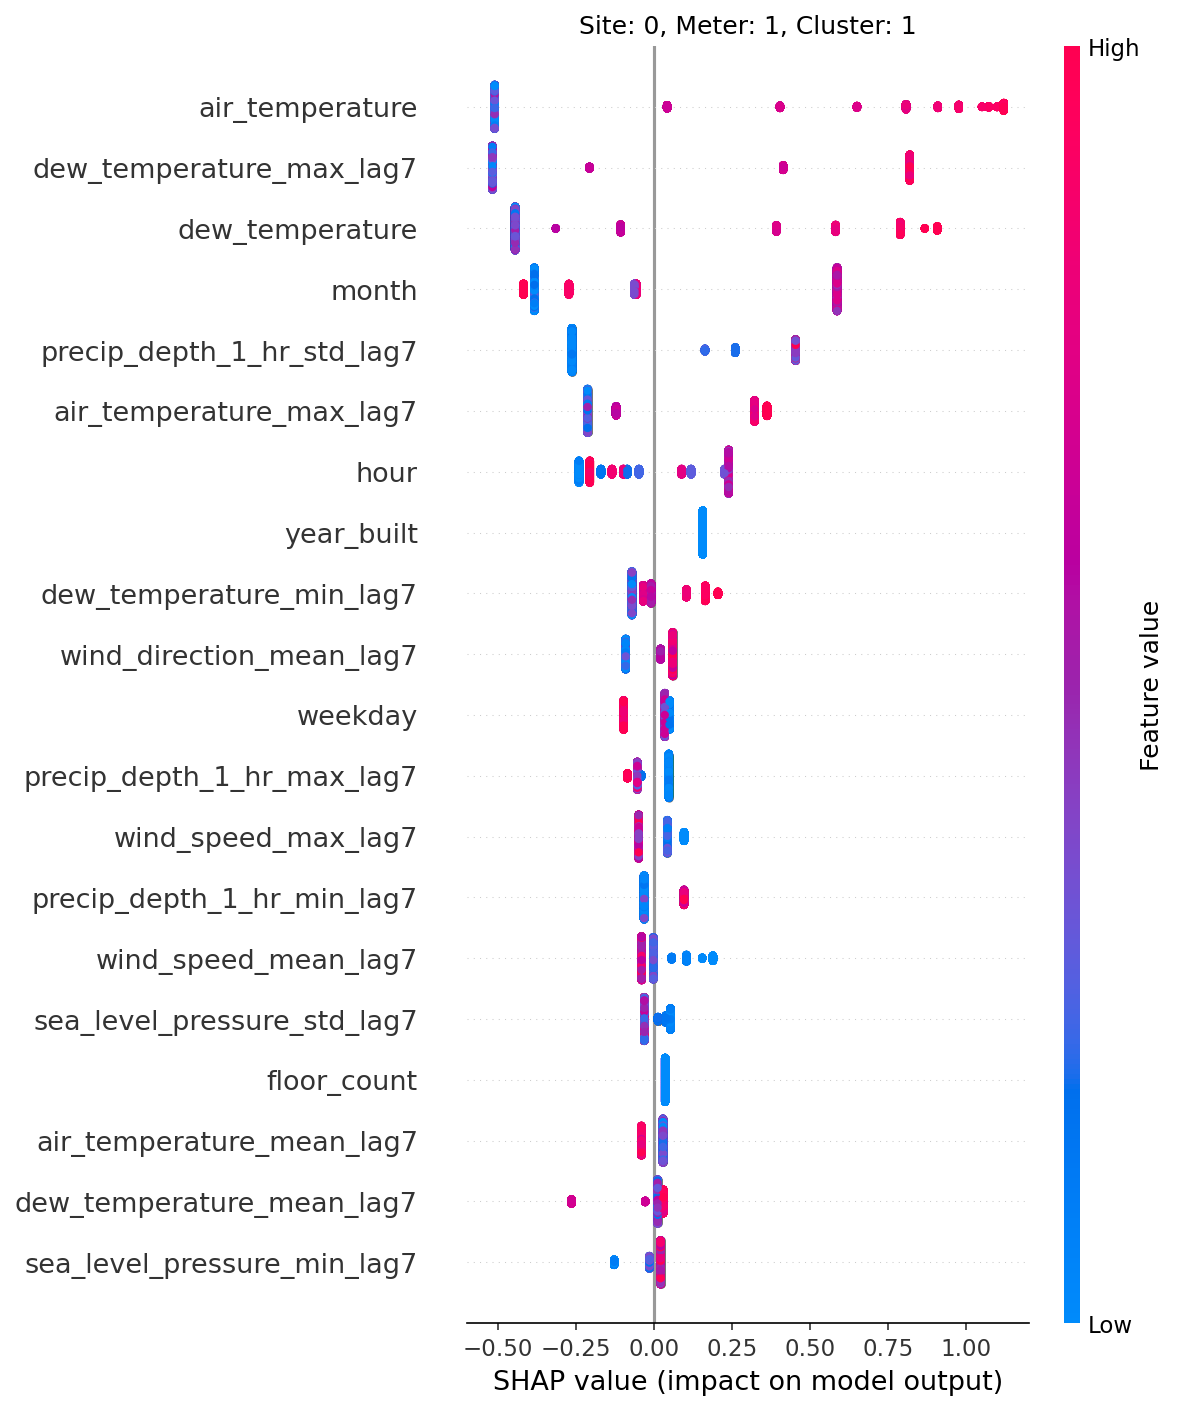 Site: 0, Meter: 1, Cluster: 1
High
air_temperature
dew_temperature_max_lag7
dew_temperature
month
precip_depth_1_hr_std_lag7
air_temperature_max_lag7
hour
year_built
dew_temperature_min_lag7
wind_direction_mean_lag7
weekday
precip_depth_1_hr_max_lag7
wind_speed_max_lag7
precip_depth_1_hr_min_lag7
wind_speed_mean_lag7
sea_level_pressure_std_lag7
floor_count
air_temperature_mean_lag7
dew_temperature_mean_lag7
sea_level_pressure_min_lag7
Feature value
Low
−0.50 −0.25 0.00 0.25 0.50 0.75 1.00
SHAP value (impact on model output)